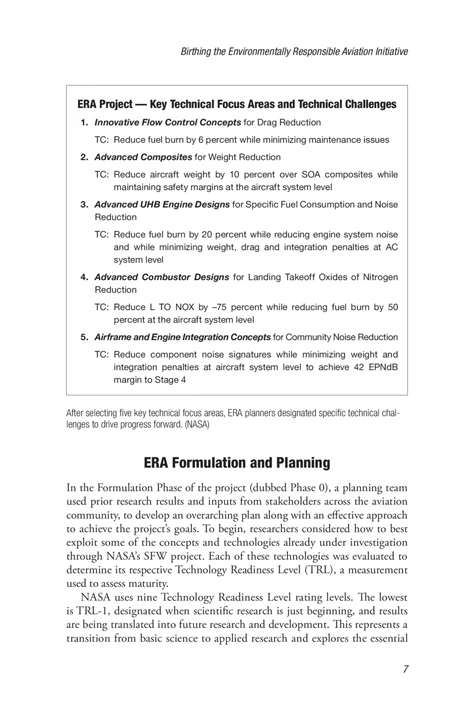 Birthing the Environmentally Responsible Aviation Initiative
ERA Project — Key Technical Focus Areas and Technical Challenges
1. Innovative Flow Control Concepts for Drag Reduction
TC: Reduce fuel burn by 6 percent while minimizing maintenance issues
2. Advanced Composites for Weight Reduction
TC: Reduce aircraft weight by 10 percent over SOA composites while
maintaining safety margins at the aircraft system level
3. Advanced UHB Engine Designs for Specific Fuel Consumption and Noise
Reduction
TC: Reduce fuel burn by 20 percent while reducing engine system noise
and while minimizing weight, drag and integration penalties at AC
system level
4. Advanced Combustor Designs for Landing Takeoff Oxides of Nitrogen
Reduction
TC: Reduce L TO NOX by –75 percent while reducing fuel burn by 50
percent at the aircraft system level
5. Airframe and Engine Integration Concepts for Community Noise Reduction
TC: Reduce component noise signatures while minimizing weight and
integration penalties at aircraft system level to achieve 42 EPNdB
margin to Stage 4
After selecting five key technical focus areas, ERA planners designated specific technical chal-
lenges to drive progress forward. (NASA)
ERA Formulation and Planning
In the Formulation Phase of the project (dubbed Phase 0), a planning team
used prior research results and inputs from stakeholders across the aviation
community, to develop an overarching plan along with an effective approach
to achieve the project's goals. To begin, researchers considered how to best
exploit some of the concepts and technologies already under investigation
through NASA's SFW project. Each of these technologies was evaluated to
determine its respective Technology Readiness Level (TRL), a measurement
used to assess maturity.
NASA uses nine Technology Readiness Level rating levels. The lowest
is TRL-1, designated when scientific research is just beginning, and results
are being translated into future research and development. This represents a
transition from basic science to applied research and explores the essential
7